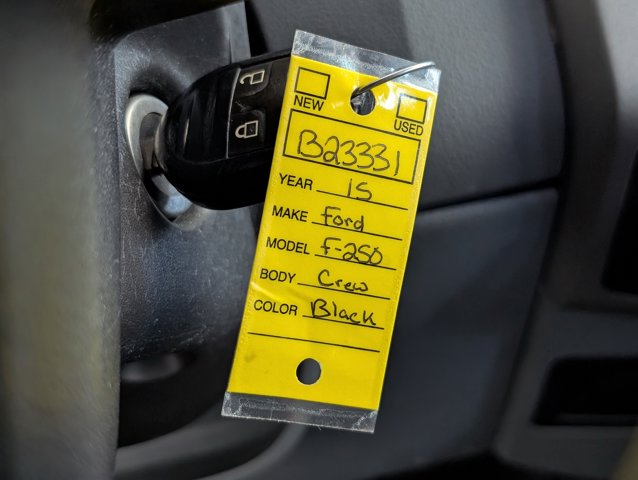 NEW
USED
B23331
YEAR 15
MAKE Ford
MODEL F-250
BODY Crew
COLOR Black